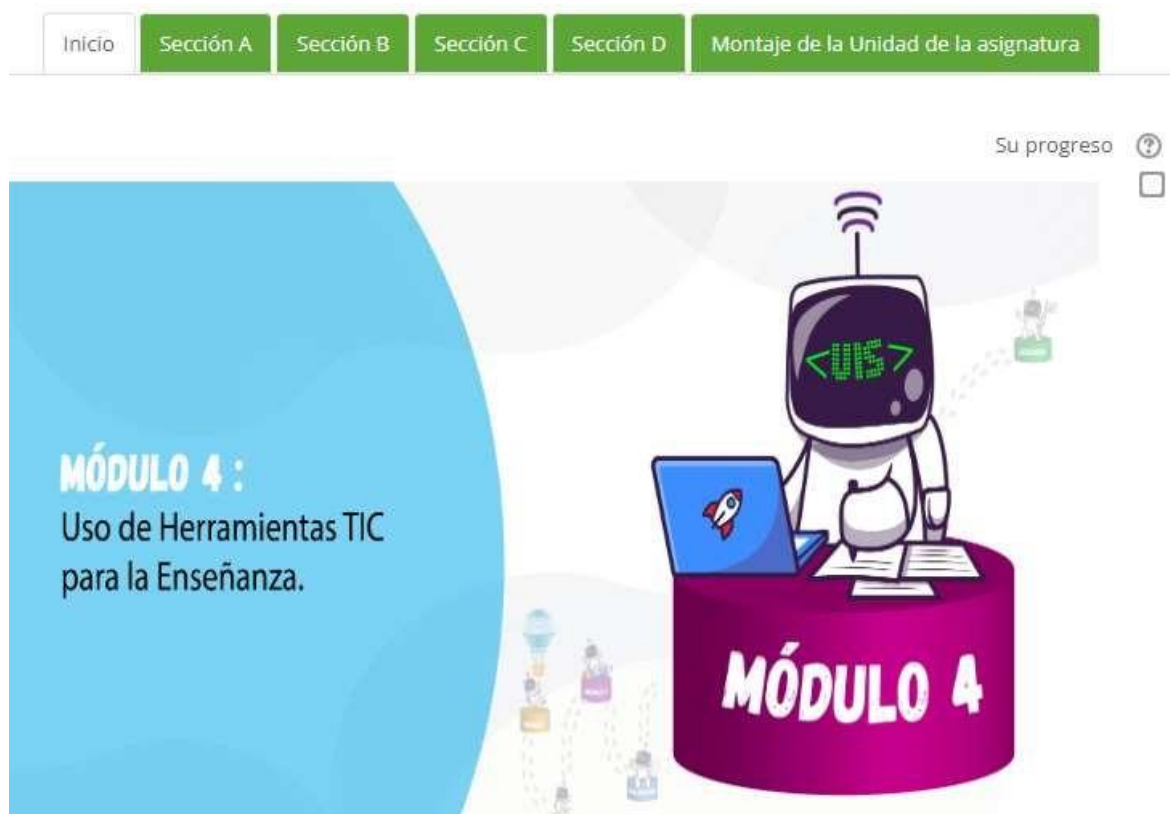 Inicio
Sección A
Sección B
Sección C
Sección D
Montaje de la Unidad de la asignatura
Su progreso
?
<UIS>
MÓDULO 4 :
Uso de Herramientas TIC
para la Enseñanza.
MÓDULO 4